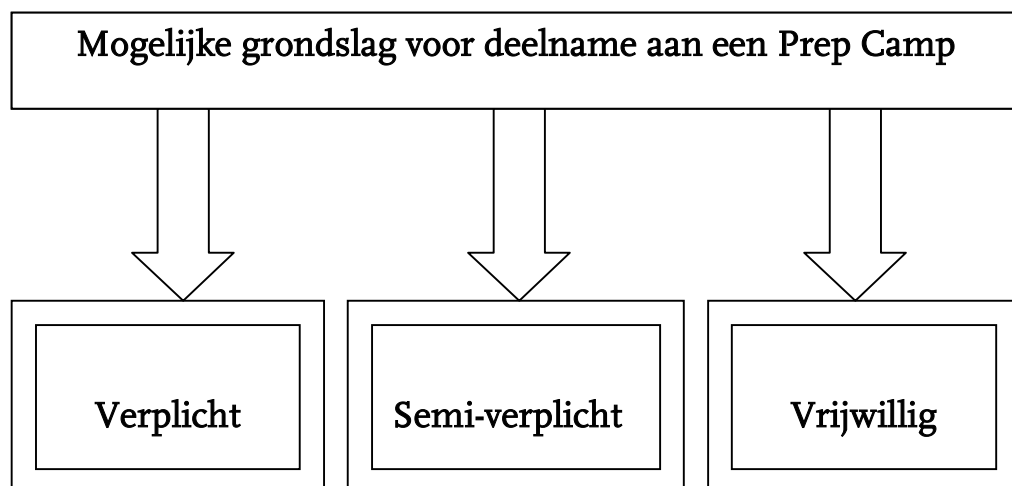 Mogelijke grondslag voor deelname aan een Prep Camp
Verplicht
Semi-verplicht
Vrijwillig